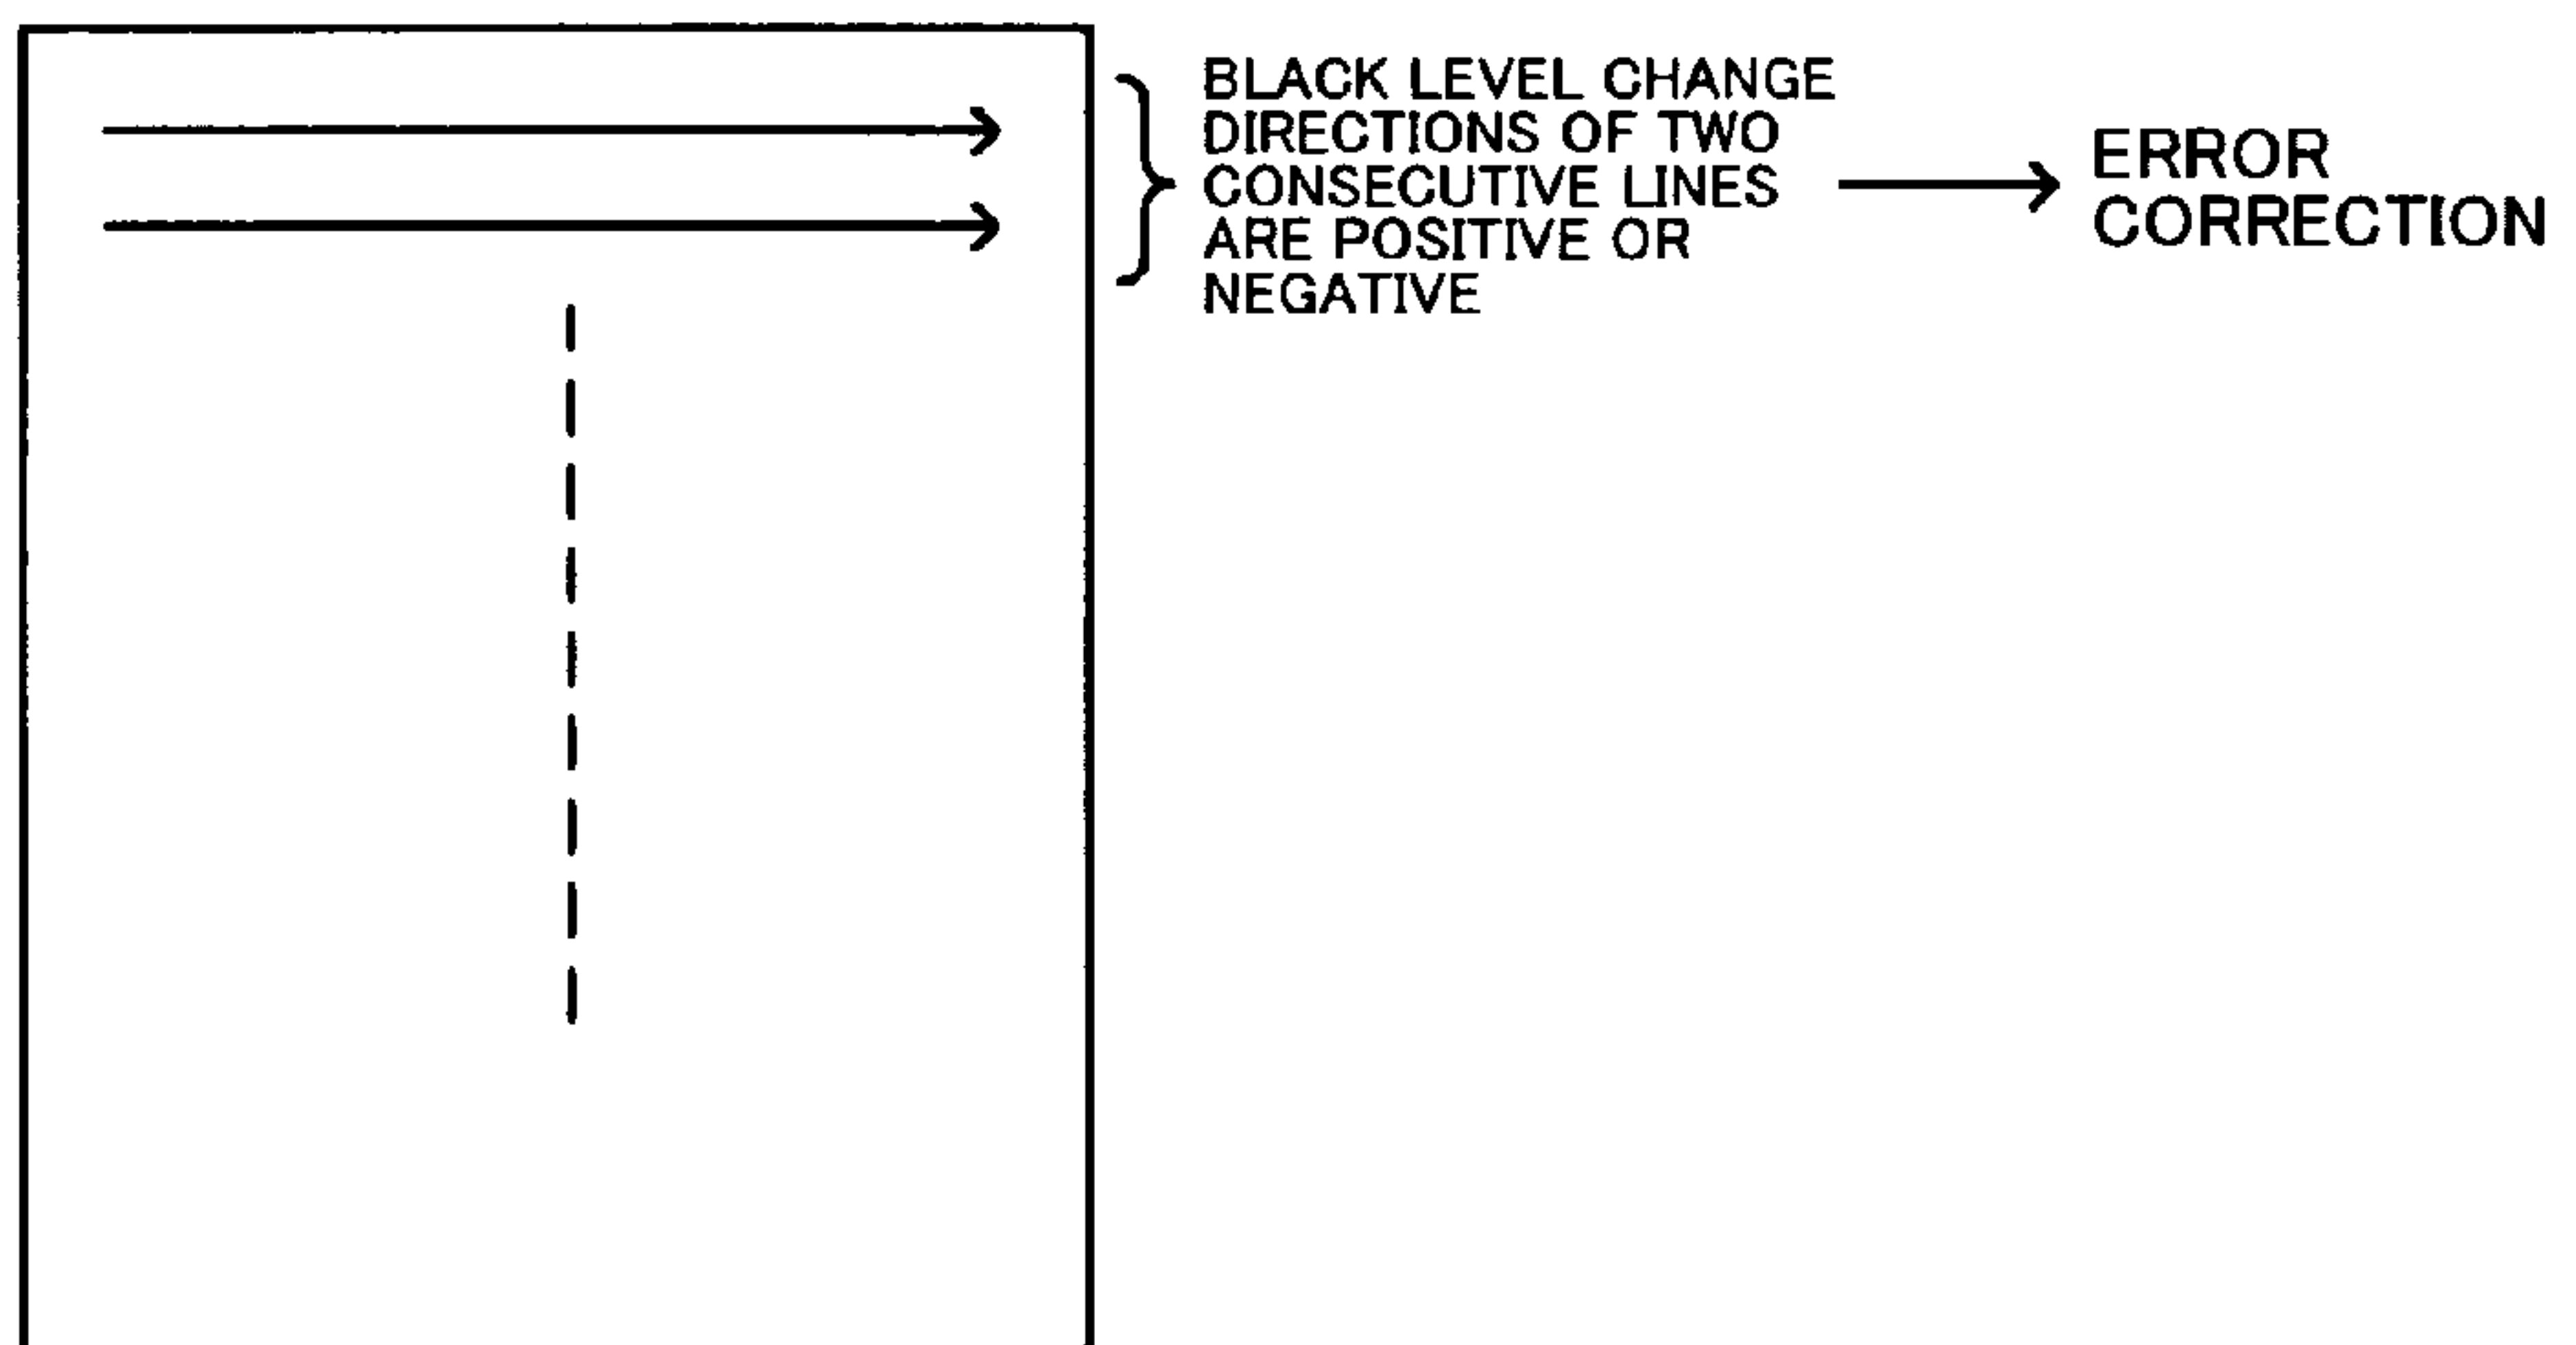 BLACK LEVEL CHANGE
DIRECTIONS OF TWO
CONSECUTIVE LINES
ARE POSITIVE OR
NEGATIVE
ERROR
CORRECTION